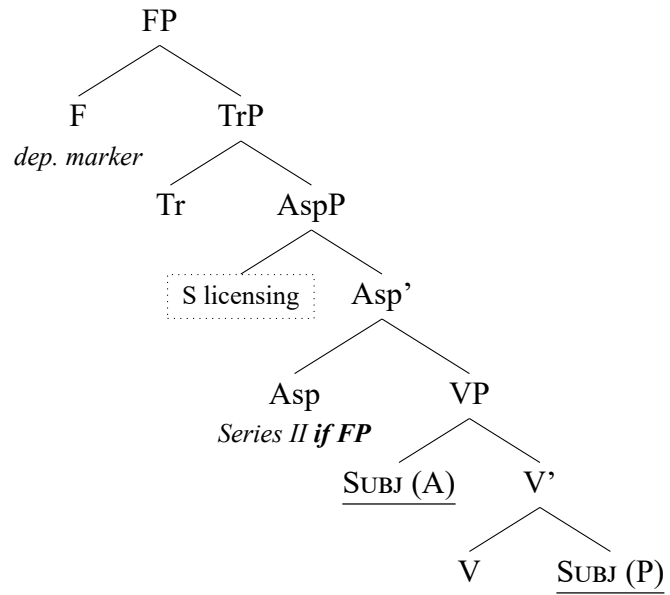 FP
F TrP
dep. marker
Tr AspP
S licensing Asp’
Asp VP
Series II if FP
SUBJ (A) V’
V SUBJ (P)